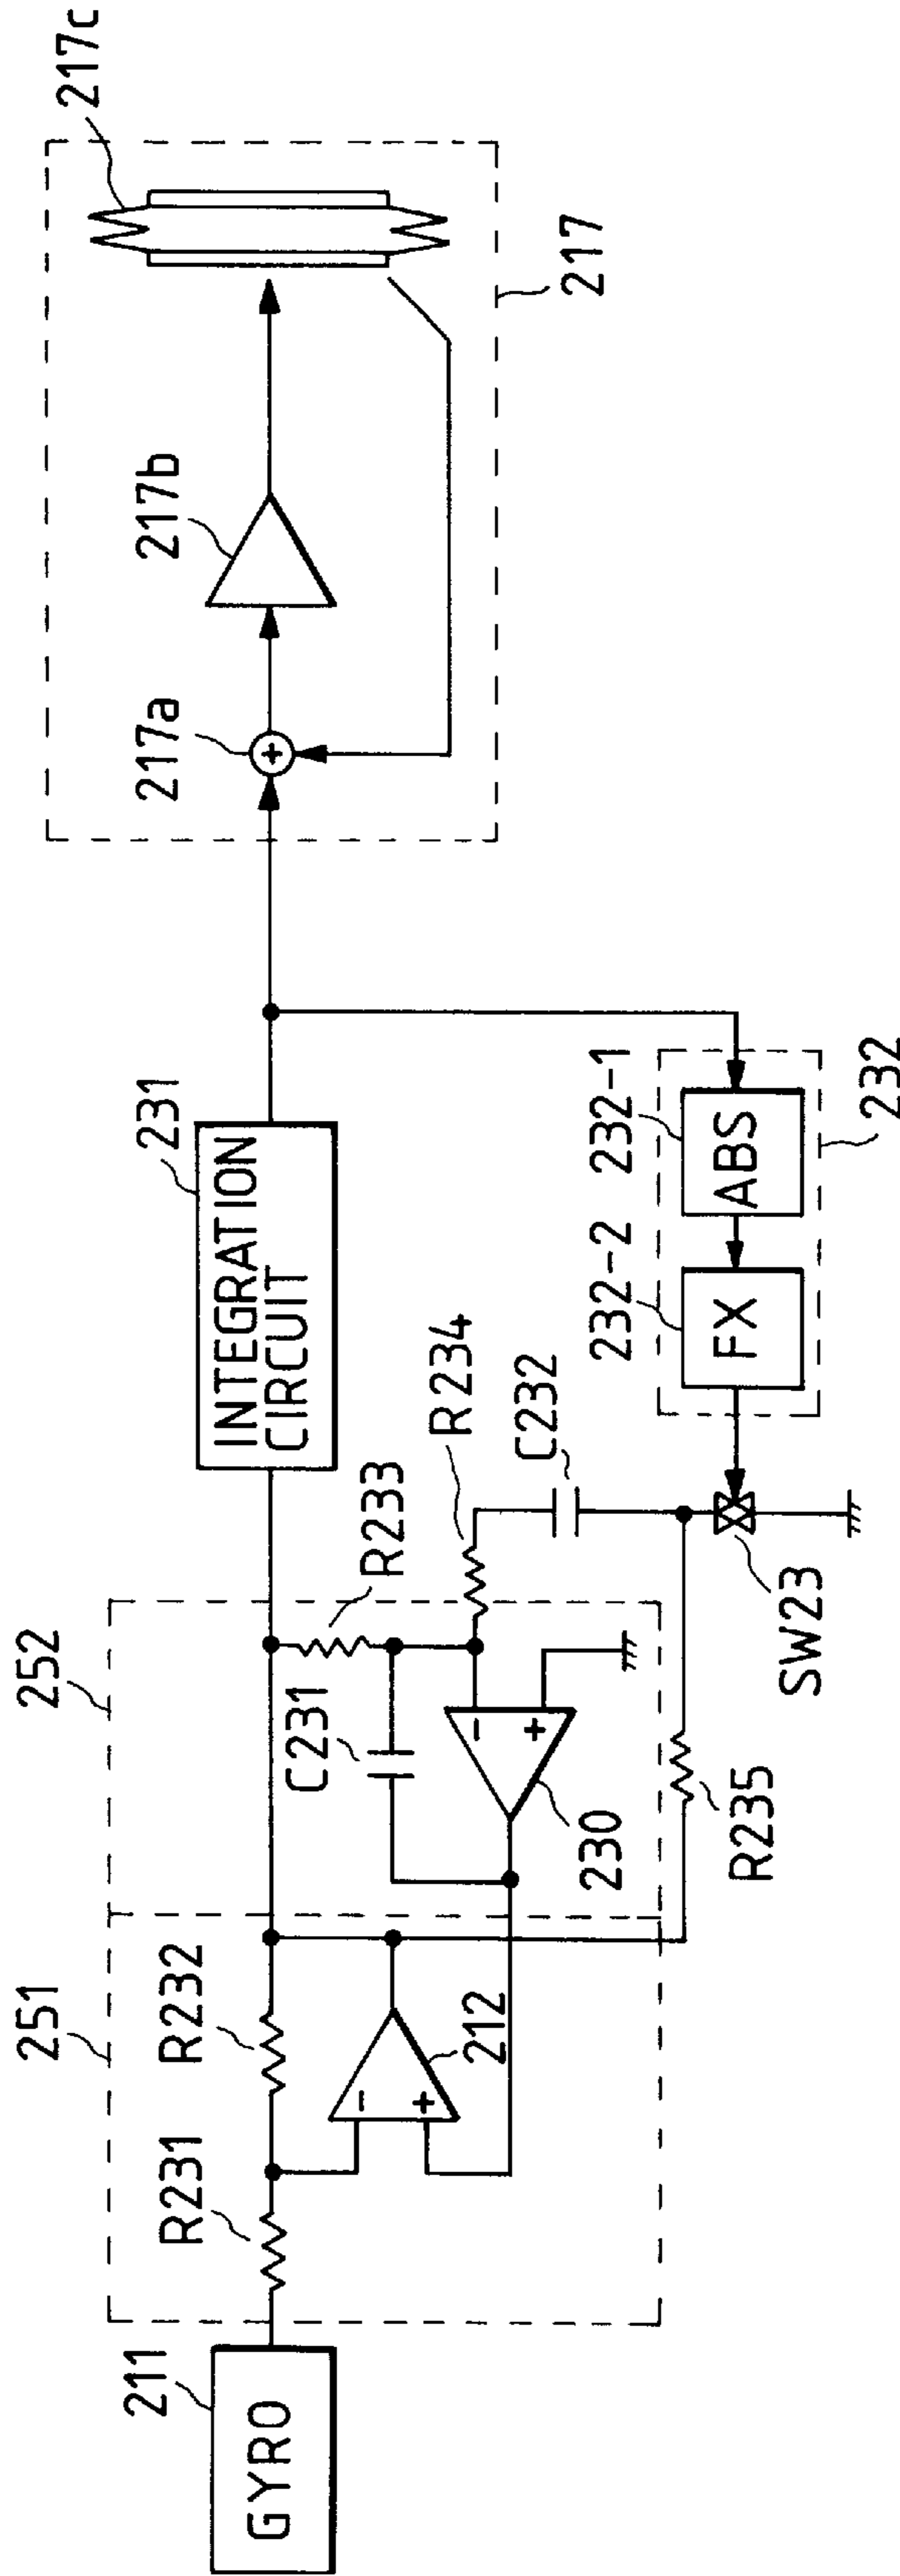 217c
217
217b
217a
231
INTEGRATION
CIRCUIT
232-1
ABS
232
232-2
FX
R234
C232
R233
SW23
252
C231
-
+
230
R235
251
R232
212
-
+
R231
211
GYRO
+